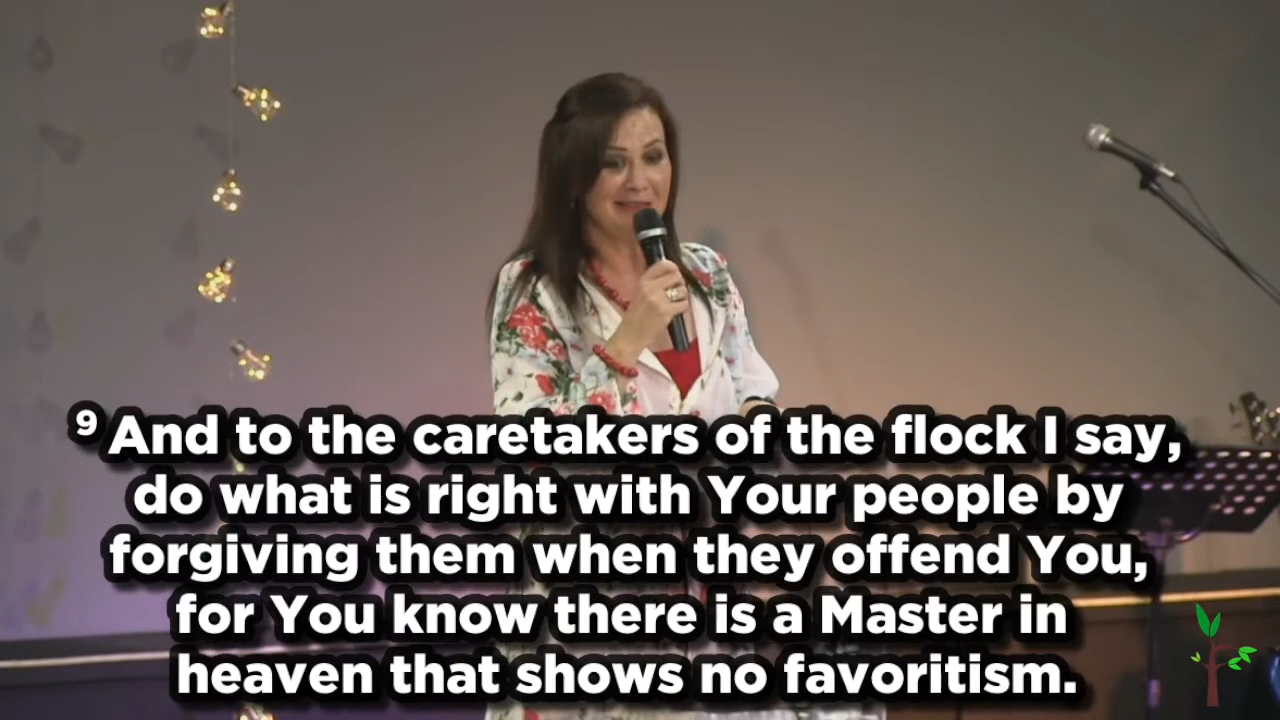 ⁹ And to the caretakers of the flock I say,
do what is right with Your people by
forgiving them when they offend You,
for You know there is a Master in
heaven that shows no favoritism.